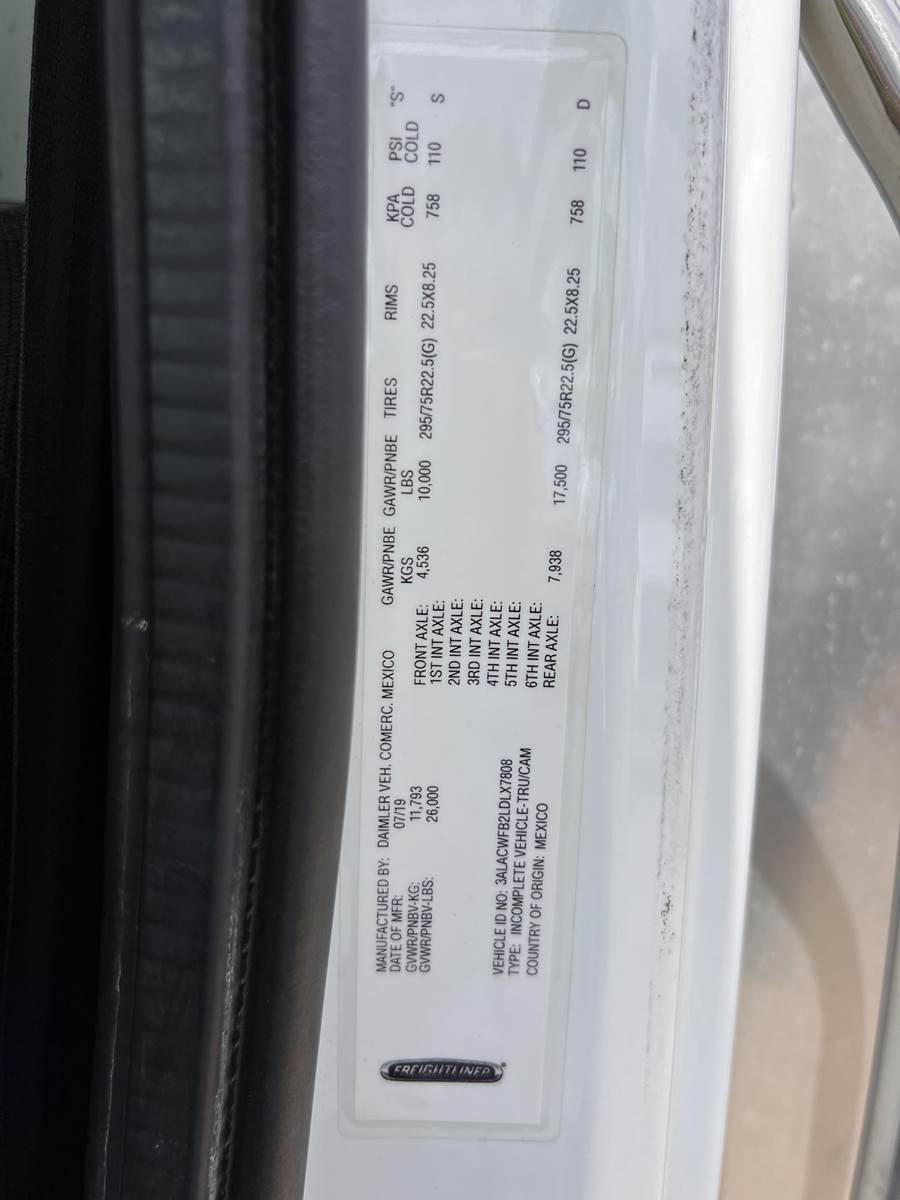 FREIGHTLINER®
MANUFACTURED BY: DAIMLER VEH. COMERC. MEXICO
DATE OF MFR: 07/19
GVWR/PNBV-KG: 11,793
GVWR/PNBV-LBS: 26,000
VEHICLE ID NO: 3ALACWFB2LDLX7808
TYPE: INCOMPLETE VEHICLE-TRU/CAM
COUNTRY OF ORIGIN: MEXICO
GAWR/PNBE GAWR/PNBE TIRES RIMS KPA PSI "S"
KGS LBS COLD COLD
FRONT AXLE: 4,536 10,000 295/75R22.5(G) 22.5X8.25 758 110 S
1ST INT AXLE:
2ND INT AXLE:
3RD INT AXLE:
4TH INT AXLE:
5TH INT AXLE:
6TH INT AXLE:
REAR AXLE: 7,938 17,500 295/75R22.5(G) 22.5X8.25 758 110 D